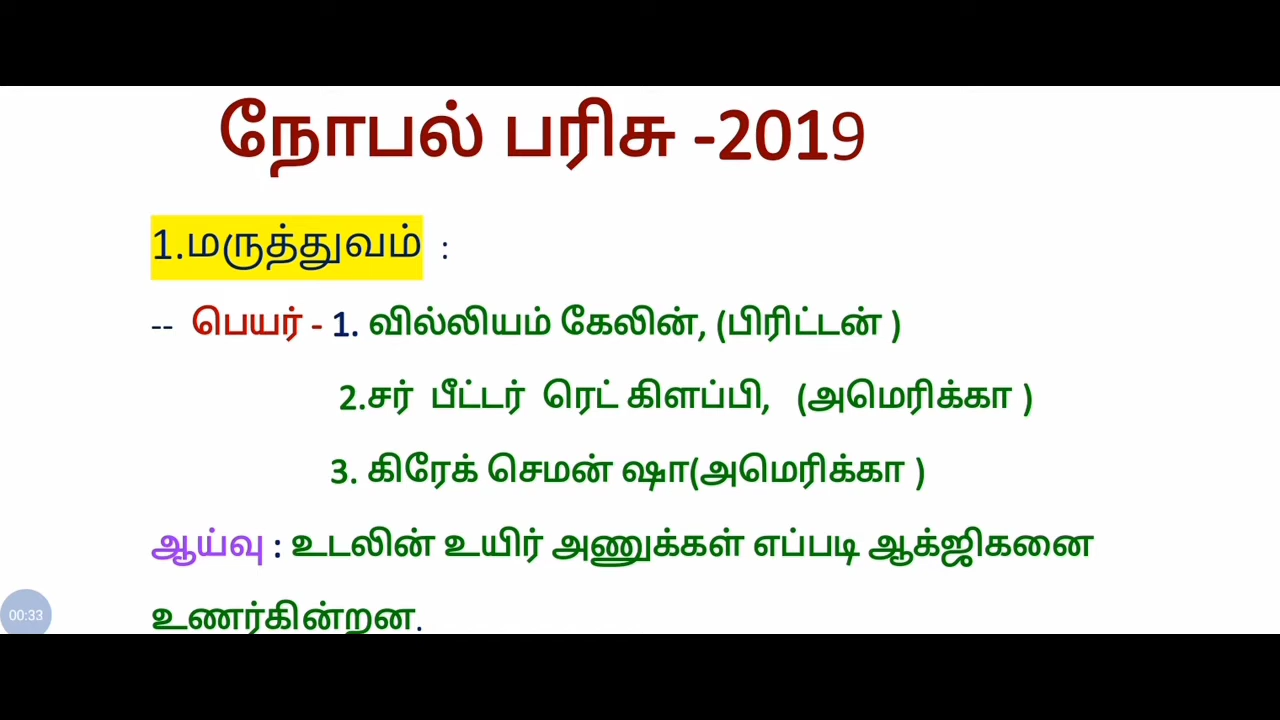 நோபல் பரிசு -2019
1.மருத்துவம் :
-- பெயர் - 1. வில்லியம் கேலின், (பிரிட்டன் )
2.சர் பீட்டர் ரெட் கிளப்பி, (அமெரிக்கா )
3. கிரேக் செமன் ஷா(அமெரிக்கா )
ஆய்வு : உடலின் உயிர் அணுக்கள் எப்படி ஆக்ஜிகனை
உணர்கின்றன.
00:33